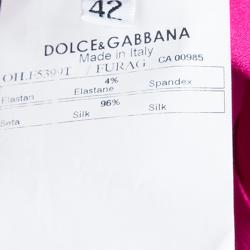 42
DOLCE&GABBANA
Made in Italy
CA 00985
/ FURAG
4%
Elastan Elastane Spandex
96%
Seta Silk Silk